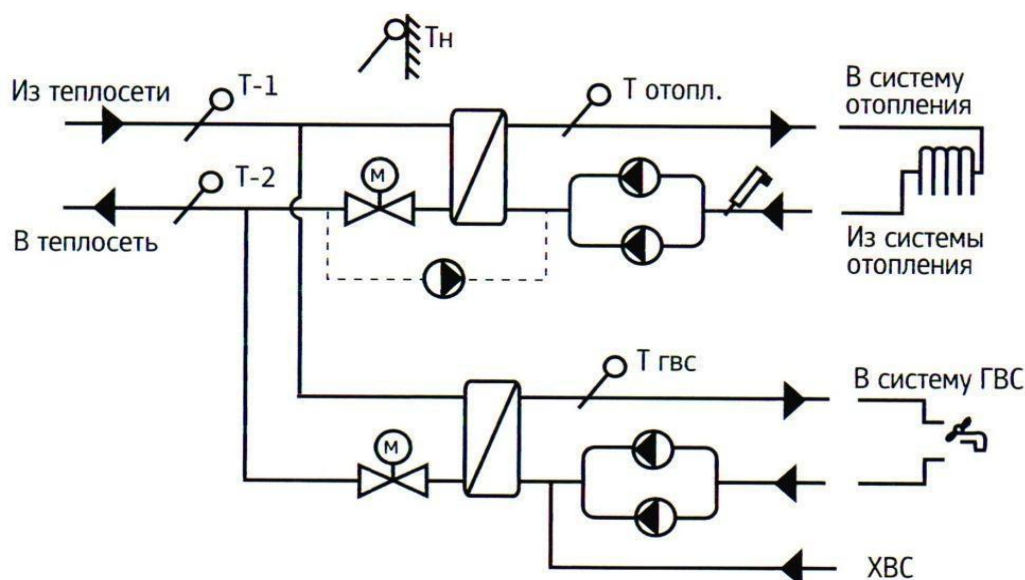 Тн
Из теплосети
Т-1
Т отопл.
В систему
отопления
Т-2
М
В теплосеть
Из системы
отопления
Т гвс
В систему ГВС
М
ХВС